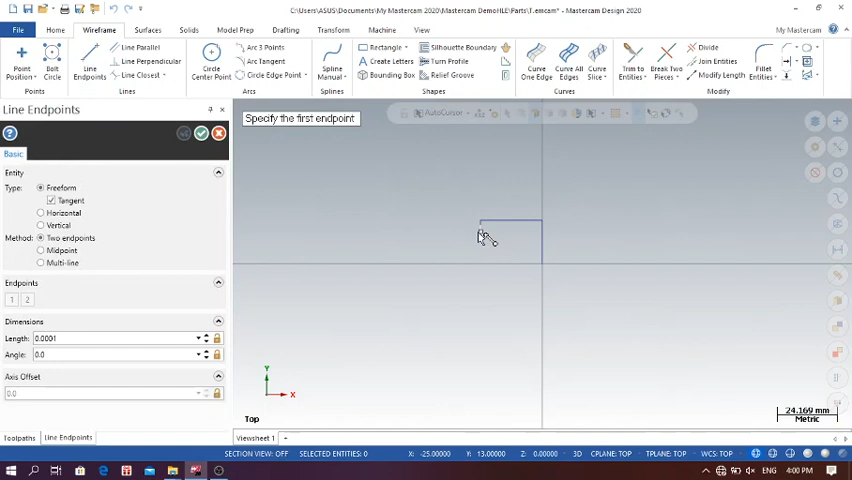 C:\Users\ASUS\Documents\My Mastercam 2020\Mastercam DemoHLE\Parts\T.emcam* - Mastercam Design 2020
File Home Wireframe Surfaces Solids Model Prep Drafting Transform Machine View My Mastercam
Point Position Bolt Circle
Points
Line Endpoints Line Parallel Line Perpendicular Line Closest
Lines
Circle Center Point Arc 3 Points Arc Tangent Circle Edge Point
Arcs
Spline Manual
Splines
Rectangle Create Letters Bounding Box Silhouette Boundary Turn Profile Relief Groove
Shapes
Curve One Edge Curve All Edges Curve Slice
Curves
Trim to Entities Break Two Pieces Divide Join Entities Modify Length Fillet Entities
Modify
Line Endpoints
Basic
Entity
Type: Freeform
Tangent
Horizontal
Vertical
Method: Two endpoints
Midpoint
Multi-line
Endpoints
1 2
Dimensions
Length: 0.0001
Angle: 0.0
Axis Offset
0.0
Toolpaths Line Endpoints
Specify the first endpoint
AutoCursor
Y
X
Top
24.169 mm
Metric
Viewsheet 1 +
SECTION VIEW: OFF SELECTED ENTITIES: 0 X: -25.00000 Y: 13.00000 Z: 0.00000 3D CPLANE: TOP TPLANE: TOP WCS: TOP
ENG 4:00 PM